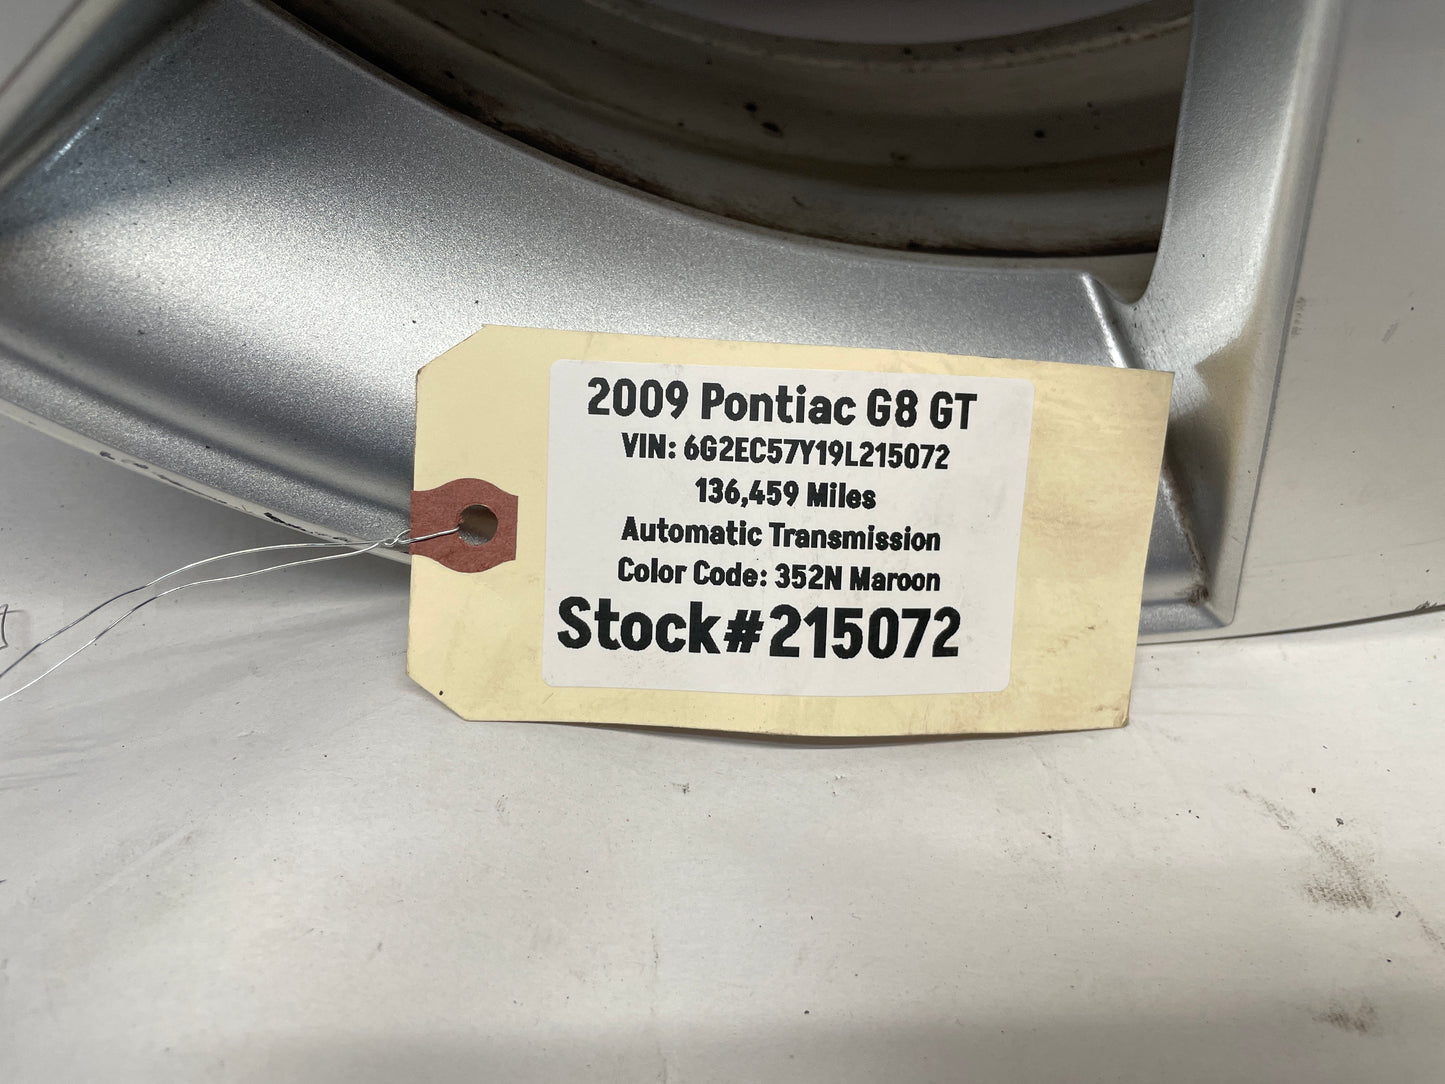 2009 Pontiac G8 GT
VIN: 6G2EC57Y19L215072
136,459 Miles
Automatic Transmission
Color Code: 352N Maroon
Stock#215072